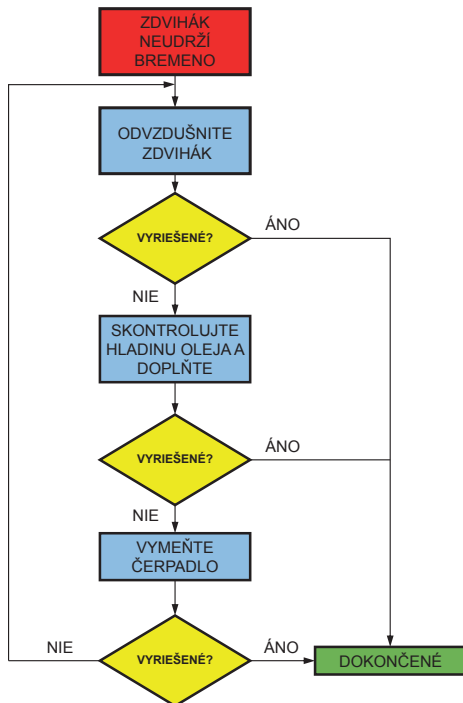 ZDVIHÁK
NEUDRŽÍ
BREMENO
ODVZDUŠNITE
ZDVIHÁK
VYRIEŠENÉ?
ÁNO
NIE
SKONTROLUJTE
HLADINU OLEJA A
DOPLŇTE
VYRIEŠENÉ?
ÁNO
NIE
VYMEŇTE
ČERPADLO
NIE
VYRIEŠENÉ?
ÁNO
DOKONČENÉ